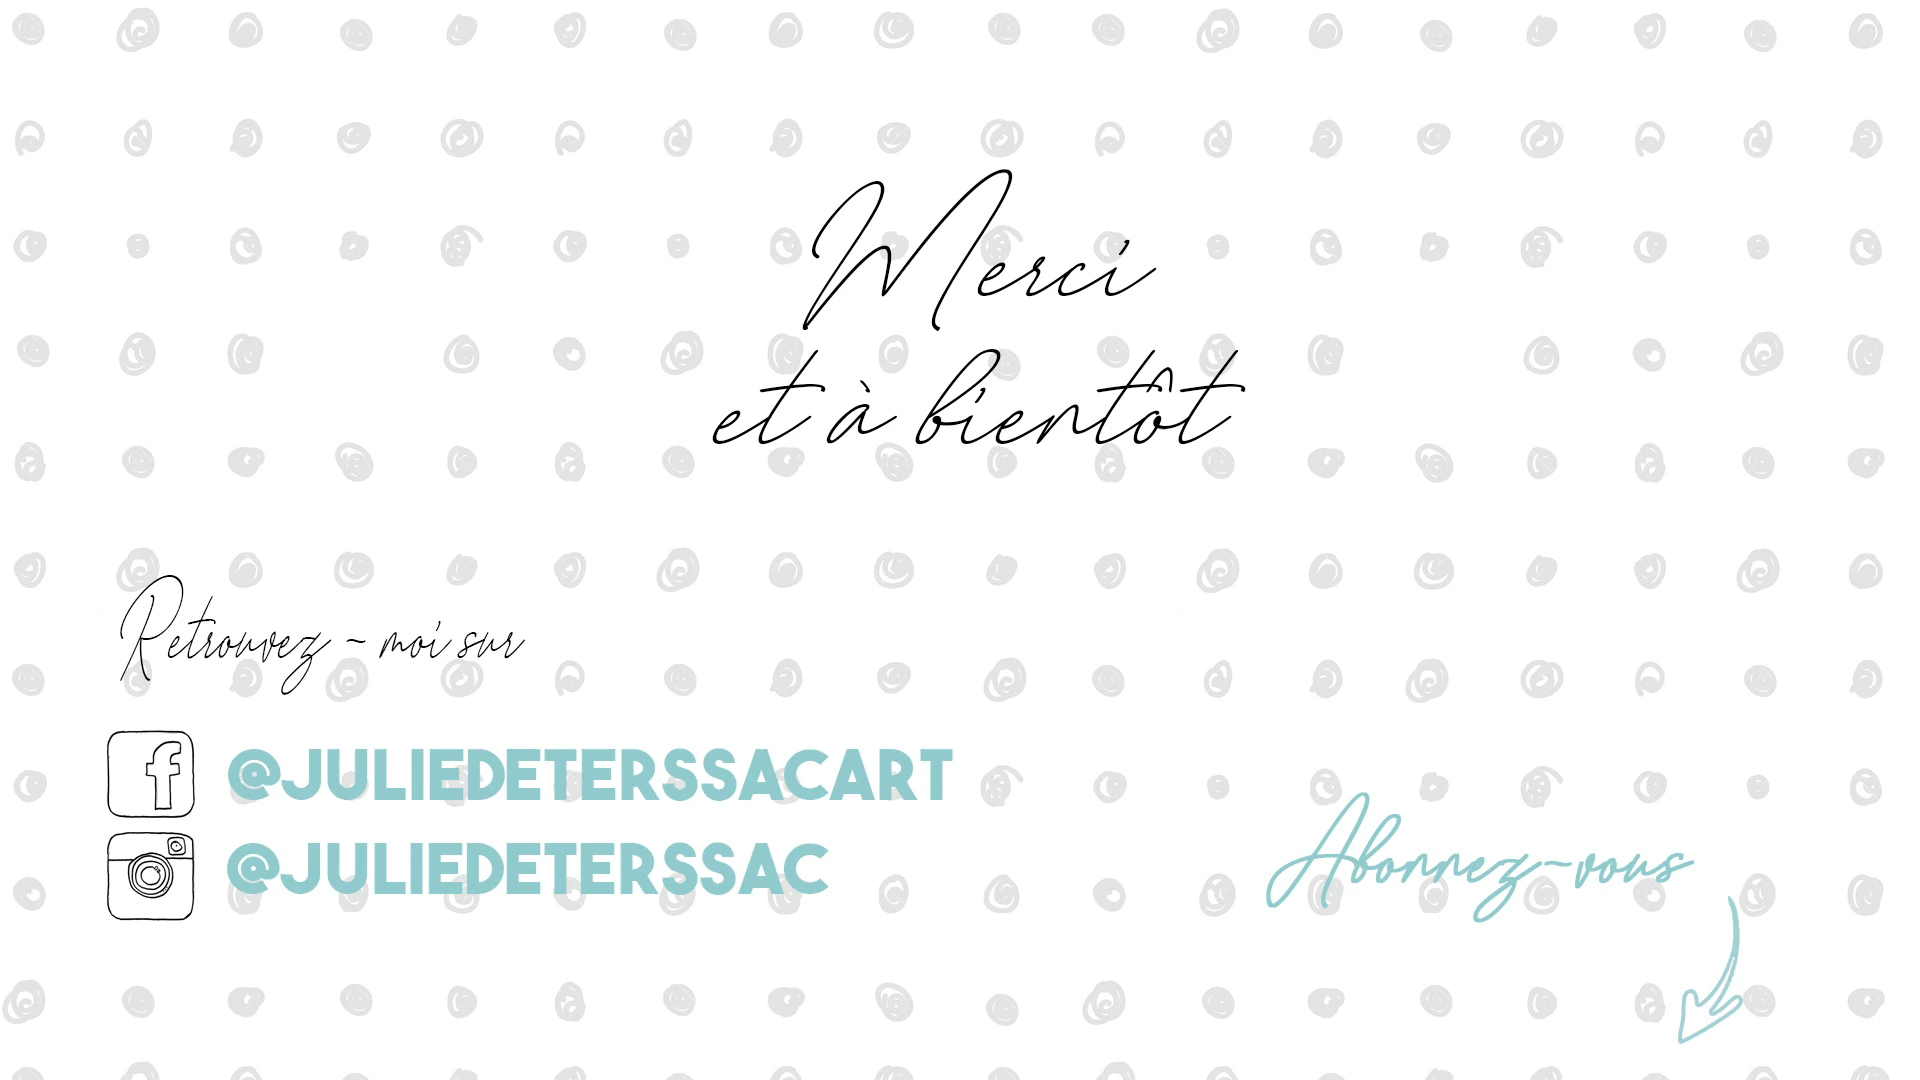 Merci
et à bientôt
Retrouvez-moi sur
@JULIEDETERSSACART
@JULIEDETERSSAC
Abonnez-vous